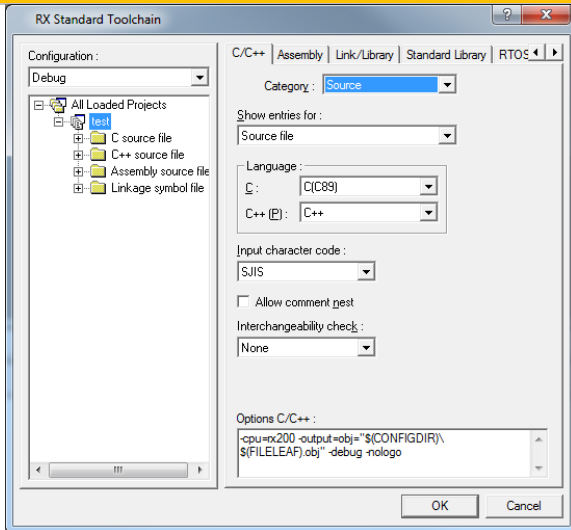 RX Standard Toolchain
?
Configuration :
Debug
All Loaded Projects
test
C source file
C++ source file
Assembly source file
Linkage symbol file
C/C++ Assembly Link/Library Standard Library RTOS
Category : Source
Show entries for :
Source file
Language :
C : C(C89)
C++ (P) : C++
Input character code :
SJIS
Allow comment nest
Interchangeability check :
None
Options C/C++ :
-cpu=rx200 -output=obj="$(CONFIGDIR)\
$(FILELEAF).obj" -debug -nologo
OK Cancel